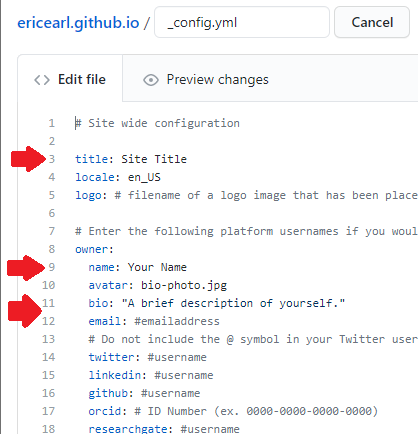 ericearl.github.io / _config.yml Cancel
<> Edit file Preview changes
1 # Site wide configuration
2
3 title: Site Title
4 locale: en_US
5 logo: # filename of a logo image that has been place
6
7 # Enter the following platform usernames if you woul
8 owner:
9 name: Your Name
10 avatar: bio-photo.jpg
11 bio: "A brief description of yourself."
12 email: #emailaddress
13 # Do not include the @ symbol in your Twitter user
14 twitter: #username
15 linkedin: #username
16 github: #username
17 orcid: # ID Number (ex. 0000-0000-0000-0000)
18 researchgate: #username